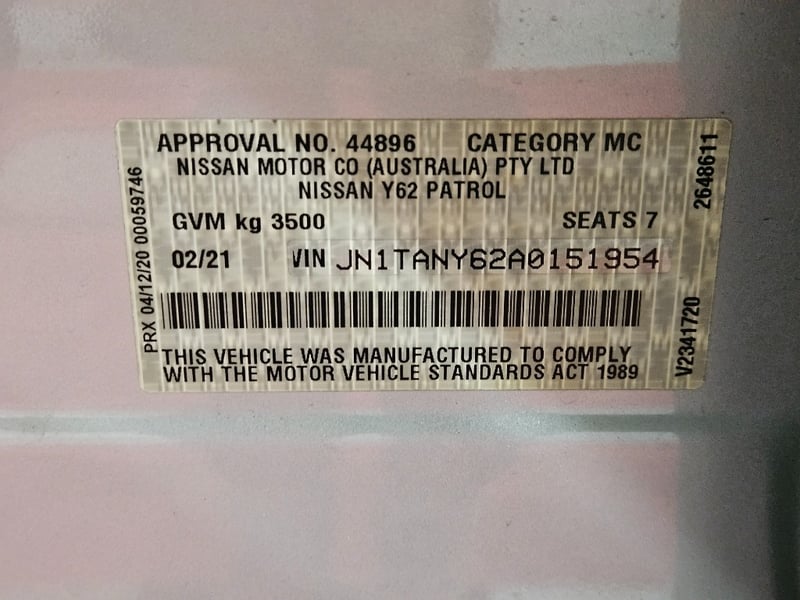 APPROVAL NO. 44896 CATEGORY MC
NISSAN MOTOR CO (AUSTRALIA) PTY LTD
NISSAN Y62 PATROL
GVM kg 3500 SEATS 7
02/21 VIN JN1TANY62A0151954
THIS VEHICLE WAS MANUFACTURED TO COMPLY
WITH THE MOTOR VEHICLE STANDARDS ACT 1989
PRX 04/12/20 00059746
2648611
V2341720